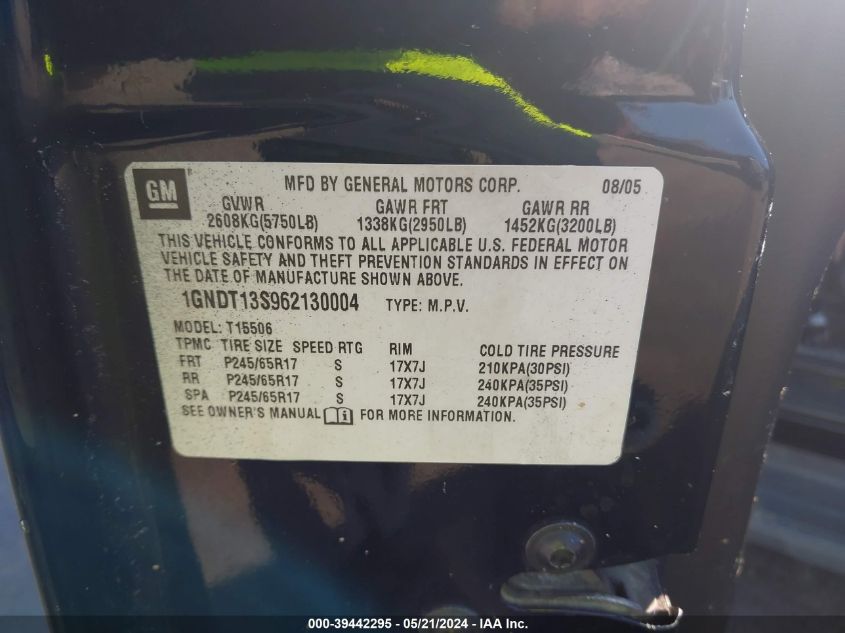 GM
MFD BY GENERAL MOTORS CORP. 08/05
GVWR GAWR FRT GAWR RR
2608KG(5750LB) 1338KG(2950LB) 1452KG(3200LB)
THIS VEHICLE CONFORMS TO ALL APPLICABLE U.S. FEDERAL MOTOR
VEHICLE SAFETY AND THEFT PREVENTION STANDARDS IN EFFECT ON
THE DATE OF MANUFACTURE SHOWN ABOVE.
1GNDT13S962130004 TYPE: M.P.V.
MODEL: T15506
TPMC TIRE SIZE SPEED RTG RIM COLD TIRE PRESSURE
FRT P245/65R17 S 17X7J 210KPA(30PSI)
RR P245/65R17 S 17X7J 240KPA(35PSI)
SPA P245/65R17 S 17X7J 240KPA(35PSI)
SEE OWNER'S MANUAL i FOR MORE INFORMATION.
000-39442295 - 05/21/2024 - IAA Inc.